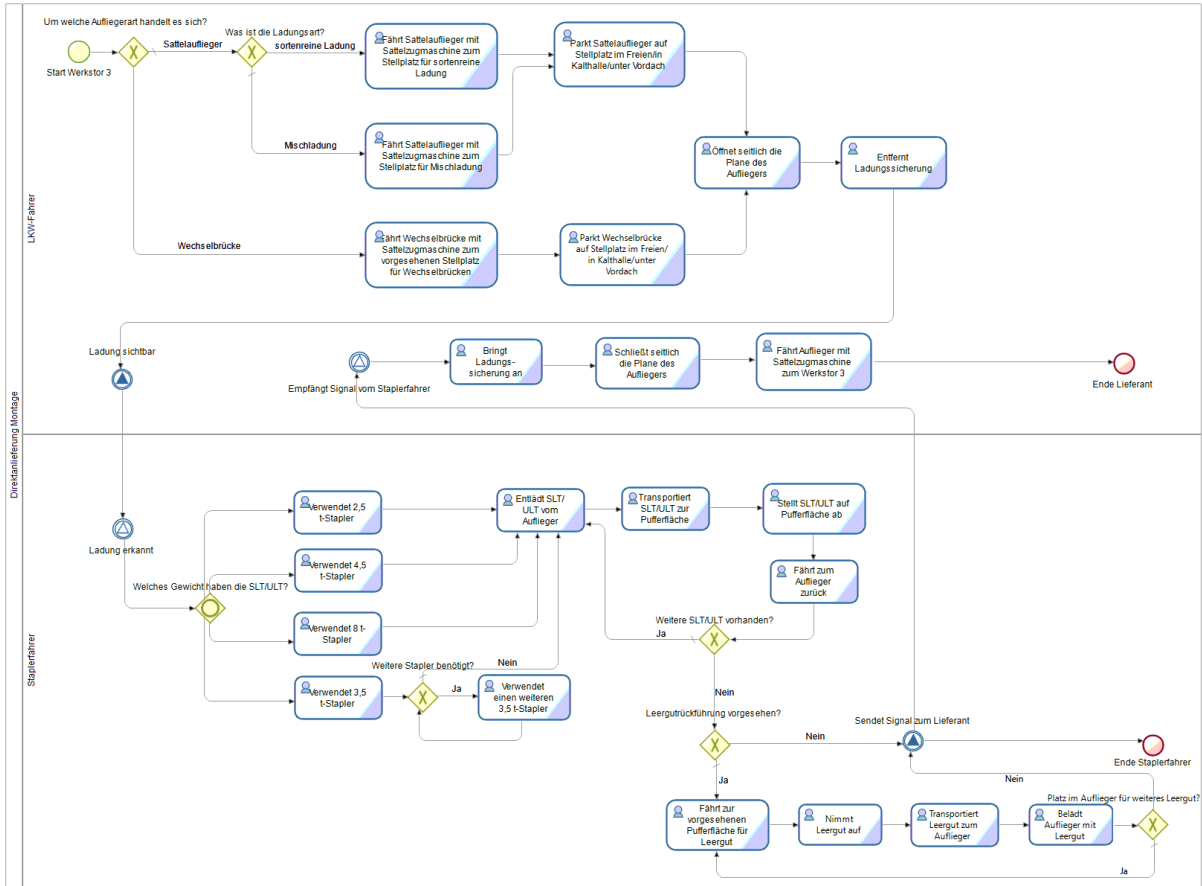 Direktanlieferung Montage
LKW-Fahrer
Um welche Aufliegerart handelt es sich?
Start Werkstor 3
Sattelauflieger
Was ist die Ladungsart?
sortenreine Ladung
Mischladung
Wechselbrücke
Fährt Sattelauflieger mit
Sattelzugmaschine zum
Stellplatz für sortenreine
Ladung
Parkt Sattelauflieger auf
Stellplatz im Freien/in
Kalthalle/unter Vordach
Fährt Sattelauflieger mit
Sattelzugmaschine zum
Stellplatz für Mischladung
Öffnet seitlich die
Plane des
Aufliegers
Entfernt
Ladungssicherung
Fährt Wechselbrücke mit
Sattelzugmaschine zum
vorgesehenen Stellplatz
für Wechselbrücken
Parkt Wechselbrücke
auf Stellplatz im Freien/
in Kalthalle/unter
Vordach
Ladung sichtbar
Empfängt Signal vom Staplerfahrer
Bringt
Ladungs-
sicherung an
Schließt seitlich
die Plane des
Aufliegers
Fährt Auflieger mit
Sattelzugmaschine
zum Werkstor 3
Ende Lieferant
Staplerfahrer
Ladung erkannt
Welches Gewicht haben die SLT/ULT?
Verwendet 2,5
t-Stapler
Verwendet 4,5
t-Stapler
Verwendet 8 t-
Stapler
Verwendet 3,5
t-Stapler
Weitere Stapler benötigt?
Nein
Ja
Verwendet
einen weiteren
3,5 t-Stapler
Entlädt SLT/
ULT vom
Auflieger
Transportiert
SLT/ULT zur
Pufferfläche
Stellt SLT/ULT auf
Pufferfläche ab
Fährt zum
Auflieger
zurück
Weitere SLT/ULT vorhanden?
Ja
Nein
Leergutrückführung vorgesehen?
Nein
Ja
Sendet Signal zum Lieferant
Ende Staplerfahrer
Fährt zur
vorgesehenen
Pufferfläche für
Leergut
Nimmt
Leergut auf
Transportiert
Leergut zum
Auflieger
Belädt
Auflieger mit
Leergut
Platz im Auflieger für weiteres Leergut?
Nein
Ja